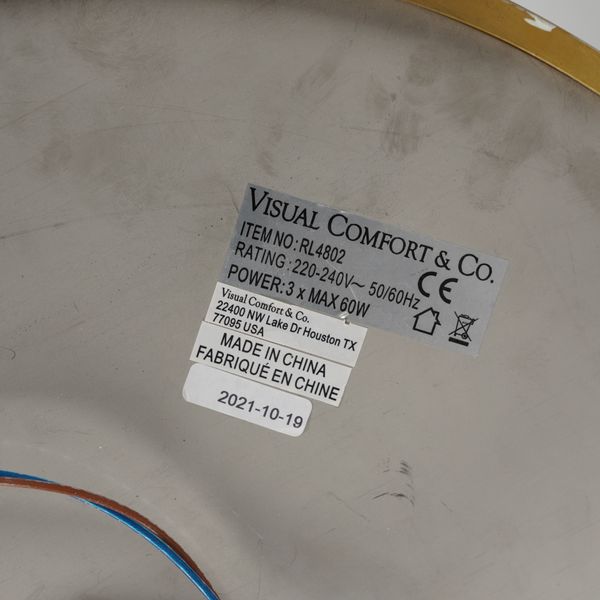 VISUAL COMFORT & CO.
ITEM NO: RL4802
RATING: 220-240V~ 50/60Hz
POWER: 3 x MAX 60W
CE
Visual Comfort & Co.
22400 NW Lake Dr Houston TX
77095 USA
MADE IN CHINA
FABRIQUÉ EN CHINE
2021-10-19